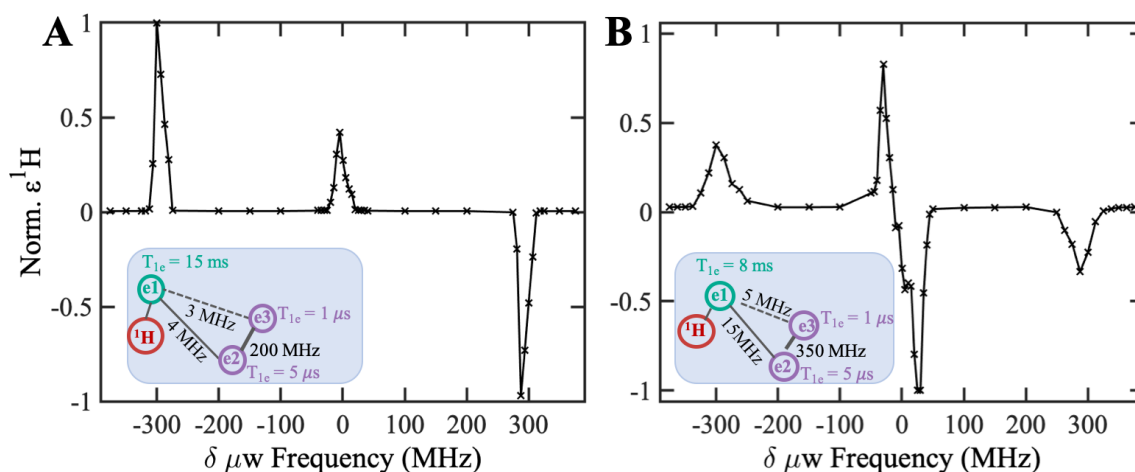 A
Norm. ε¹H
1
0.5
0
-0.5
-1
T1e = 15 ms
e1
¹H
3 MHz
4 MHz
e3
T1e = 1 μs
200 MHz
e2
T1e = 5 μs
-300 -200 -100 0 100 200 300
δ μw Frequency (MHz)
B
1
0.5
0
-0.5
-1
T1e = 8 ms
e1
¹H
5 MHz
15MHz
e3
T1e = 1 μs
350 MHz
e2
T1e = 5 μs
-300 -200 -100 0 100 200 300
δ μw Frequency (MHz)